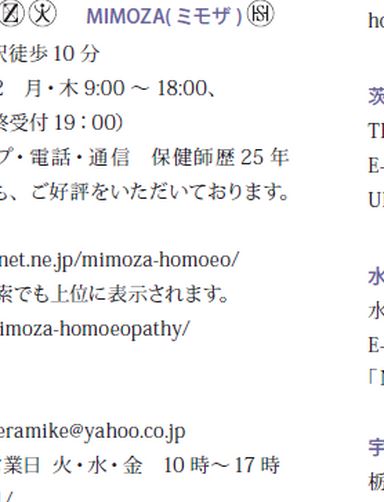 MIMOZA( ミモザ )
駅徒歩 10 分
2　月・木 9:00 ～ 18:00、
終受付 19：00）
プ・電話・通信　保健師歴 25 年
も、ご好評をいただいております。
net.ne.jp/mimoza-homoeo/
索でも上位に表示されます。
imoza-homoeopathy/
eramike@yahoo.co.jp
営業日 火・水・金　10 時～ 17 時
1/
ho
茨
E-
水
水
E-
「
宇
栃